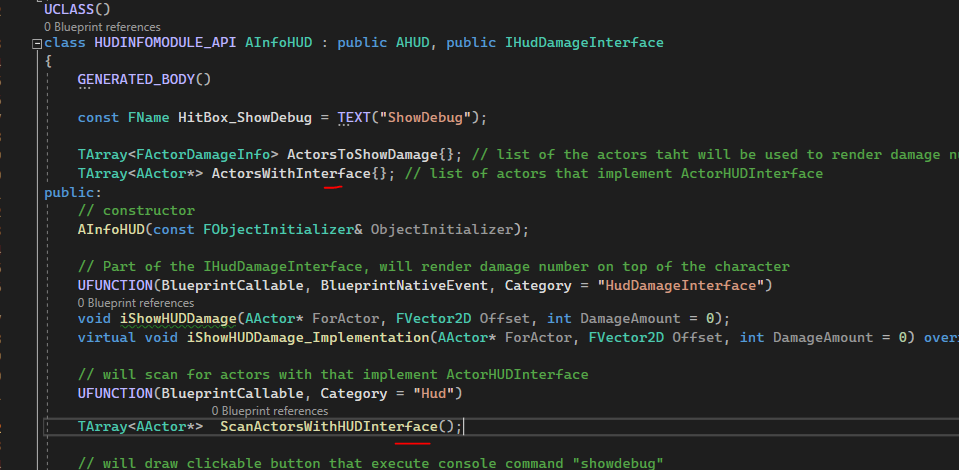 UCLASS()
0 Blueprint references
class HUDINFOMODULE_API AInfoHUD : public AHUD, public IHudDamageInterface
{
GENERATED_BODY()
const FName HitBox_ShowDebug = TEXT("ShowDebug");
TArray<FActorDamageInfo> ActorsToShowDamage{}; // list of the actors taht will be used to render damage nu
TArray<AActor*> ActorsWithInterface{}; // list of actors that implement ActorHUDInterface
public:
// constructor
AInfoHUD(const FObjectInitializer& ObjectInitializer);
// Part of the IHudDamageInterface, will render damage number on top of the character
UFUNCTION(BlueprintCallable, BlueprintNativeEvent, Category = "HudDamageInterface")
0 Blueprint references
void iShowHUDDamage(AActor* ForActor, FVector2D Offset, int DamageAmount = 0);
virtual void iShowHUDDamage_Implementation(AActor* ForActor, FVector2D Offset, int DamageAmount = 0) overr
// will scan for actors with that implement ActorHUDInterface
UFUNCTION(BlueprintCallable, Category = "Hud")
0 Blueprint references
TArray<AActor*>  ScanActorsWithHUDInterface();
// will draw clickable button that execute console command "showdebug"